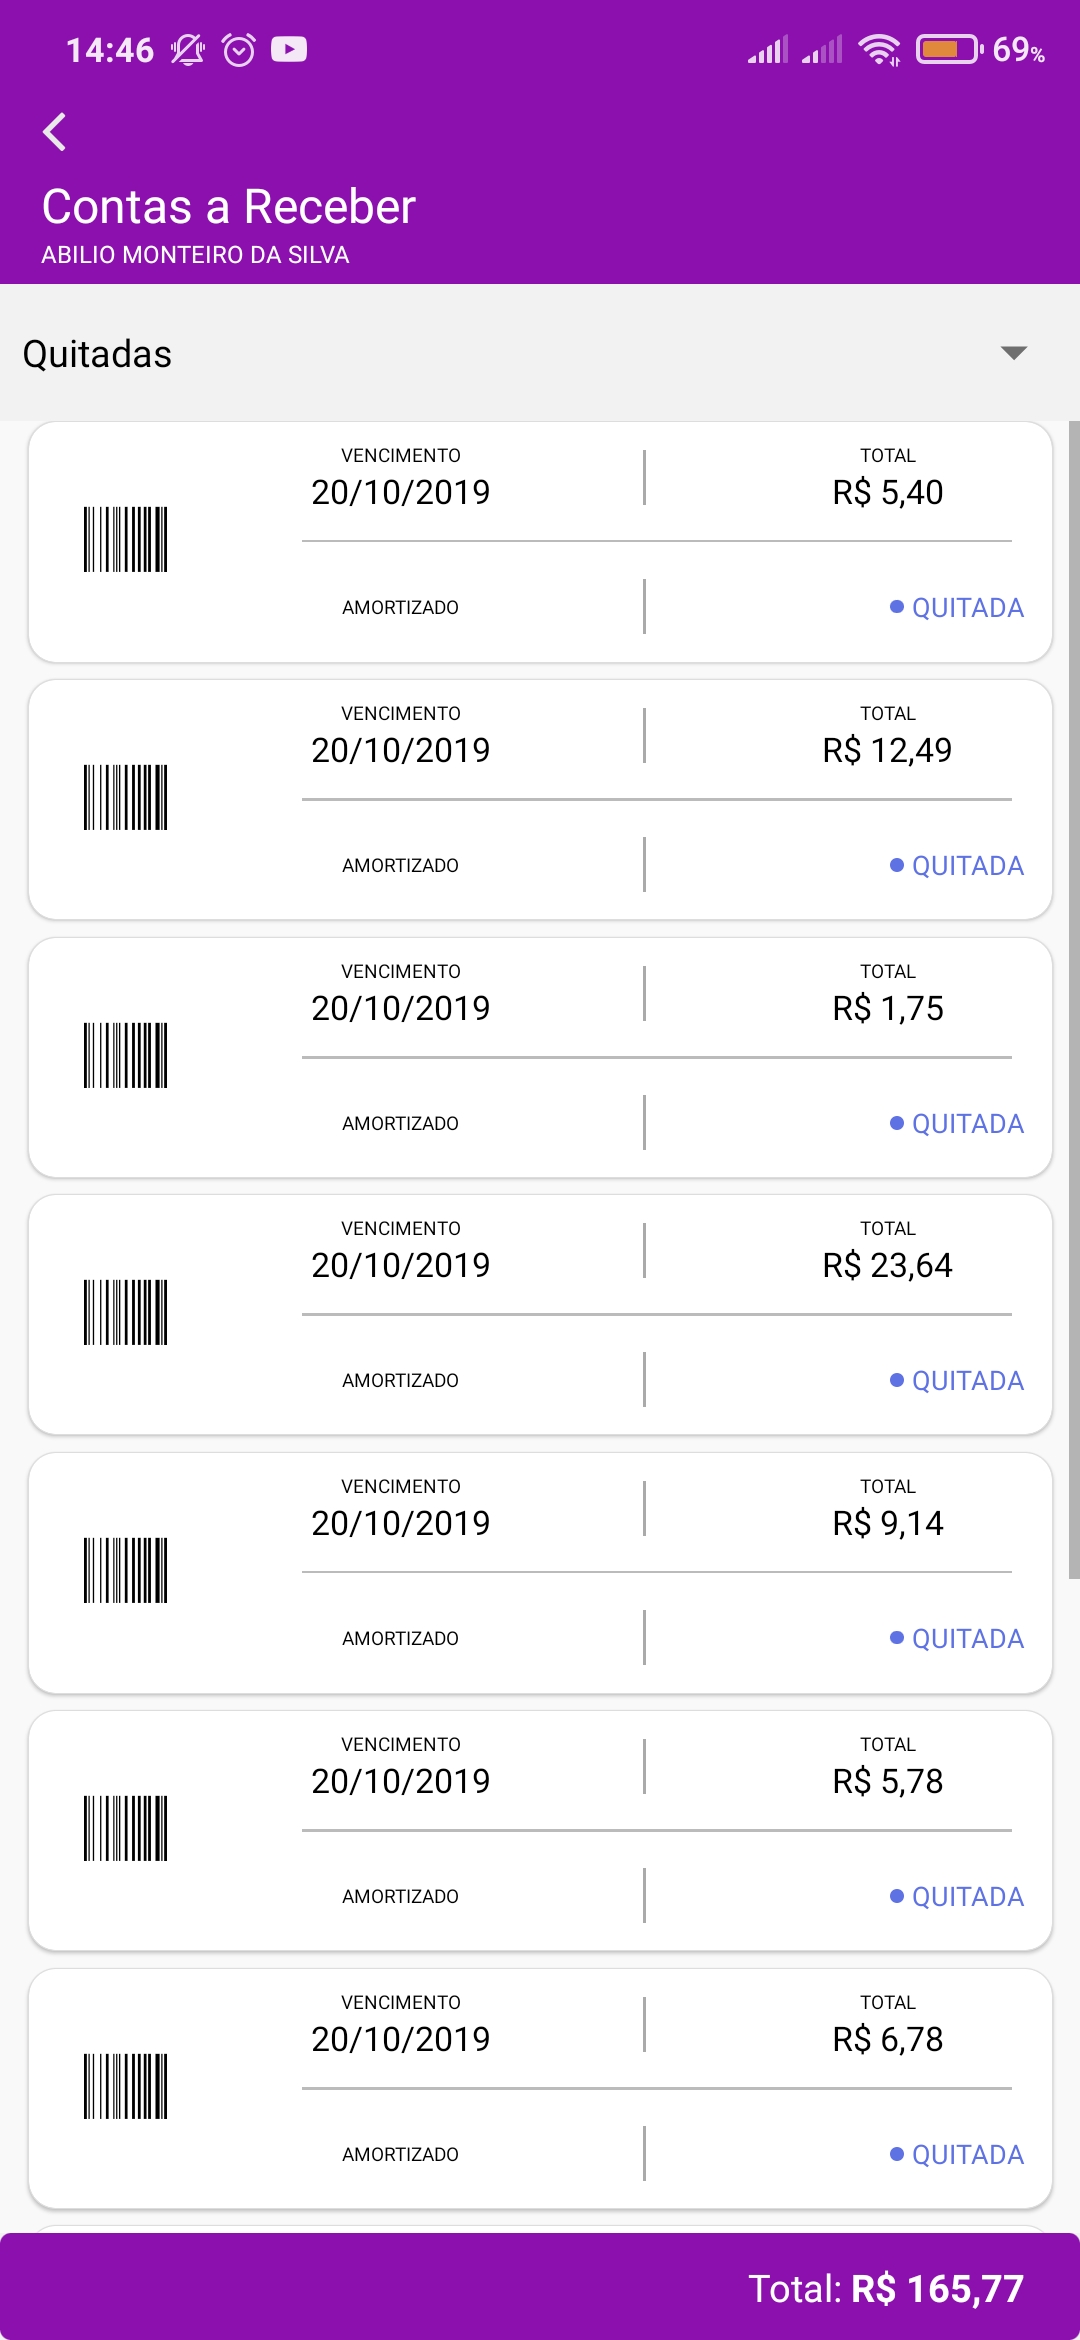 14:46 69%
Contas a Receber
ABILIO MONTEIRO DA SILVA
Quitadas
VENCIMENTO TOTAL
20/10/2019 R$ 5,40
AMORTIZADO QUITADA
VENCIMENTO TOTAL
20/10/2019 R$ 12,49
AMORTIZADO QUITADA
VENCIMENTO TOTAL
20/10/2019 R$ 1,75
AMORTIZADO QUITADA
VENCIMENTO TOTAL
20/10/2019 R$ 23,64
AMORTIZADO QUITADA
VENCIMENTO TOTAL
20/10/2019 R$ 9,14
AMORTIZADO QUITADA
VENCIMENTO TOTAL
20/10/2019 R$ 5,78
AMORTIZADO QUITADA
VENCIMENTO TOTAL
20/10/2019 R$ 6,78
AMORTIZADO QUITADA
Total: R$ 165,77